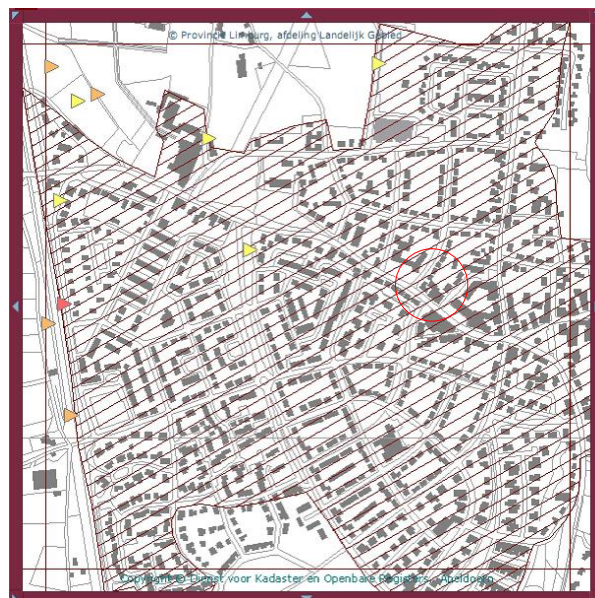 © Provincie Limburg, afdeling Landelijk Gebied
Copyright © Dienst voor Kadaster en Openbare Registers, Apeldoorn